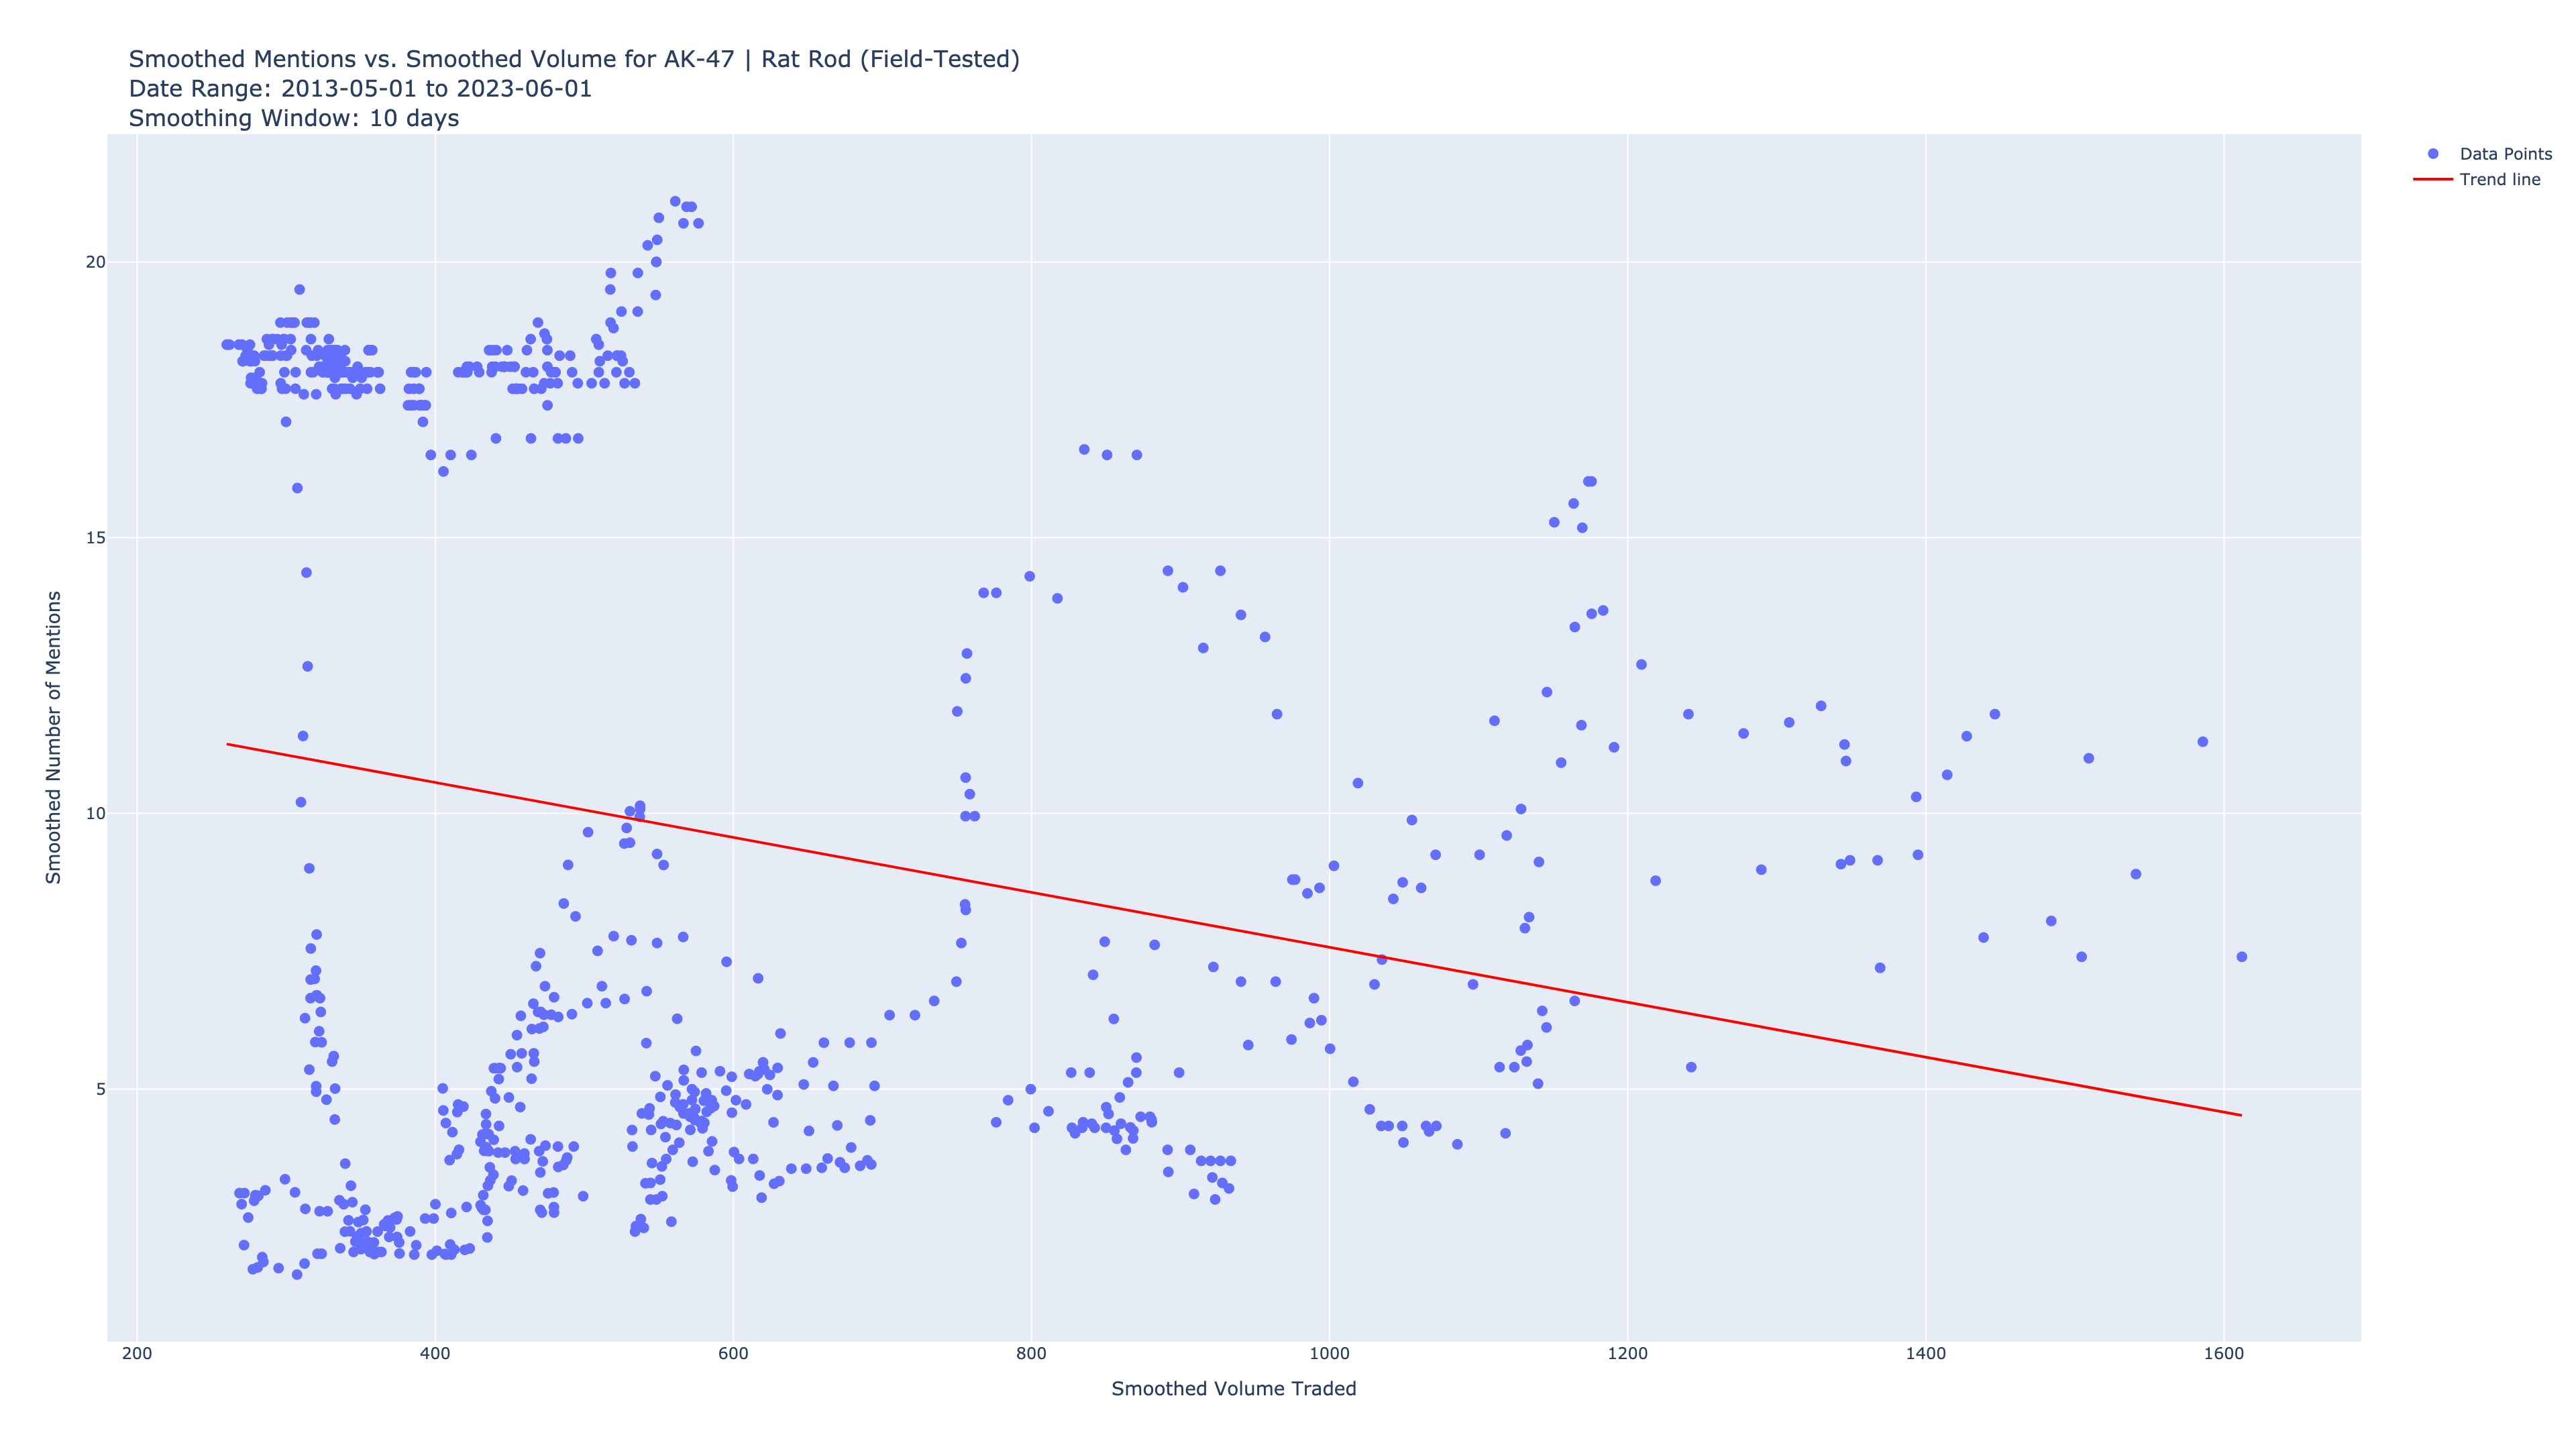 Smoothed Mentions vs. Smoothed Volume for AK-47 | Rat Rod (Field-Tested)
Date Range: 2013-05-01 to 2023-06-01
Smoothing Window: 10 days
Data Points
Trend line
20
15
10
5
Smoothed Number of Mentions
200 400 600 800 1000 1200 1400 1600
Smoothed Volume Traded